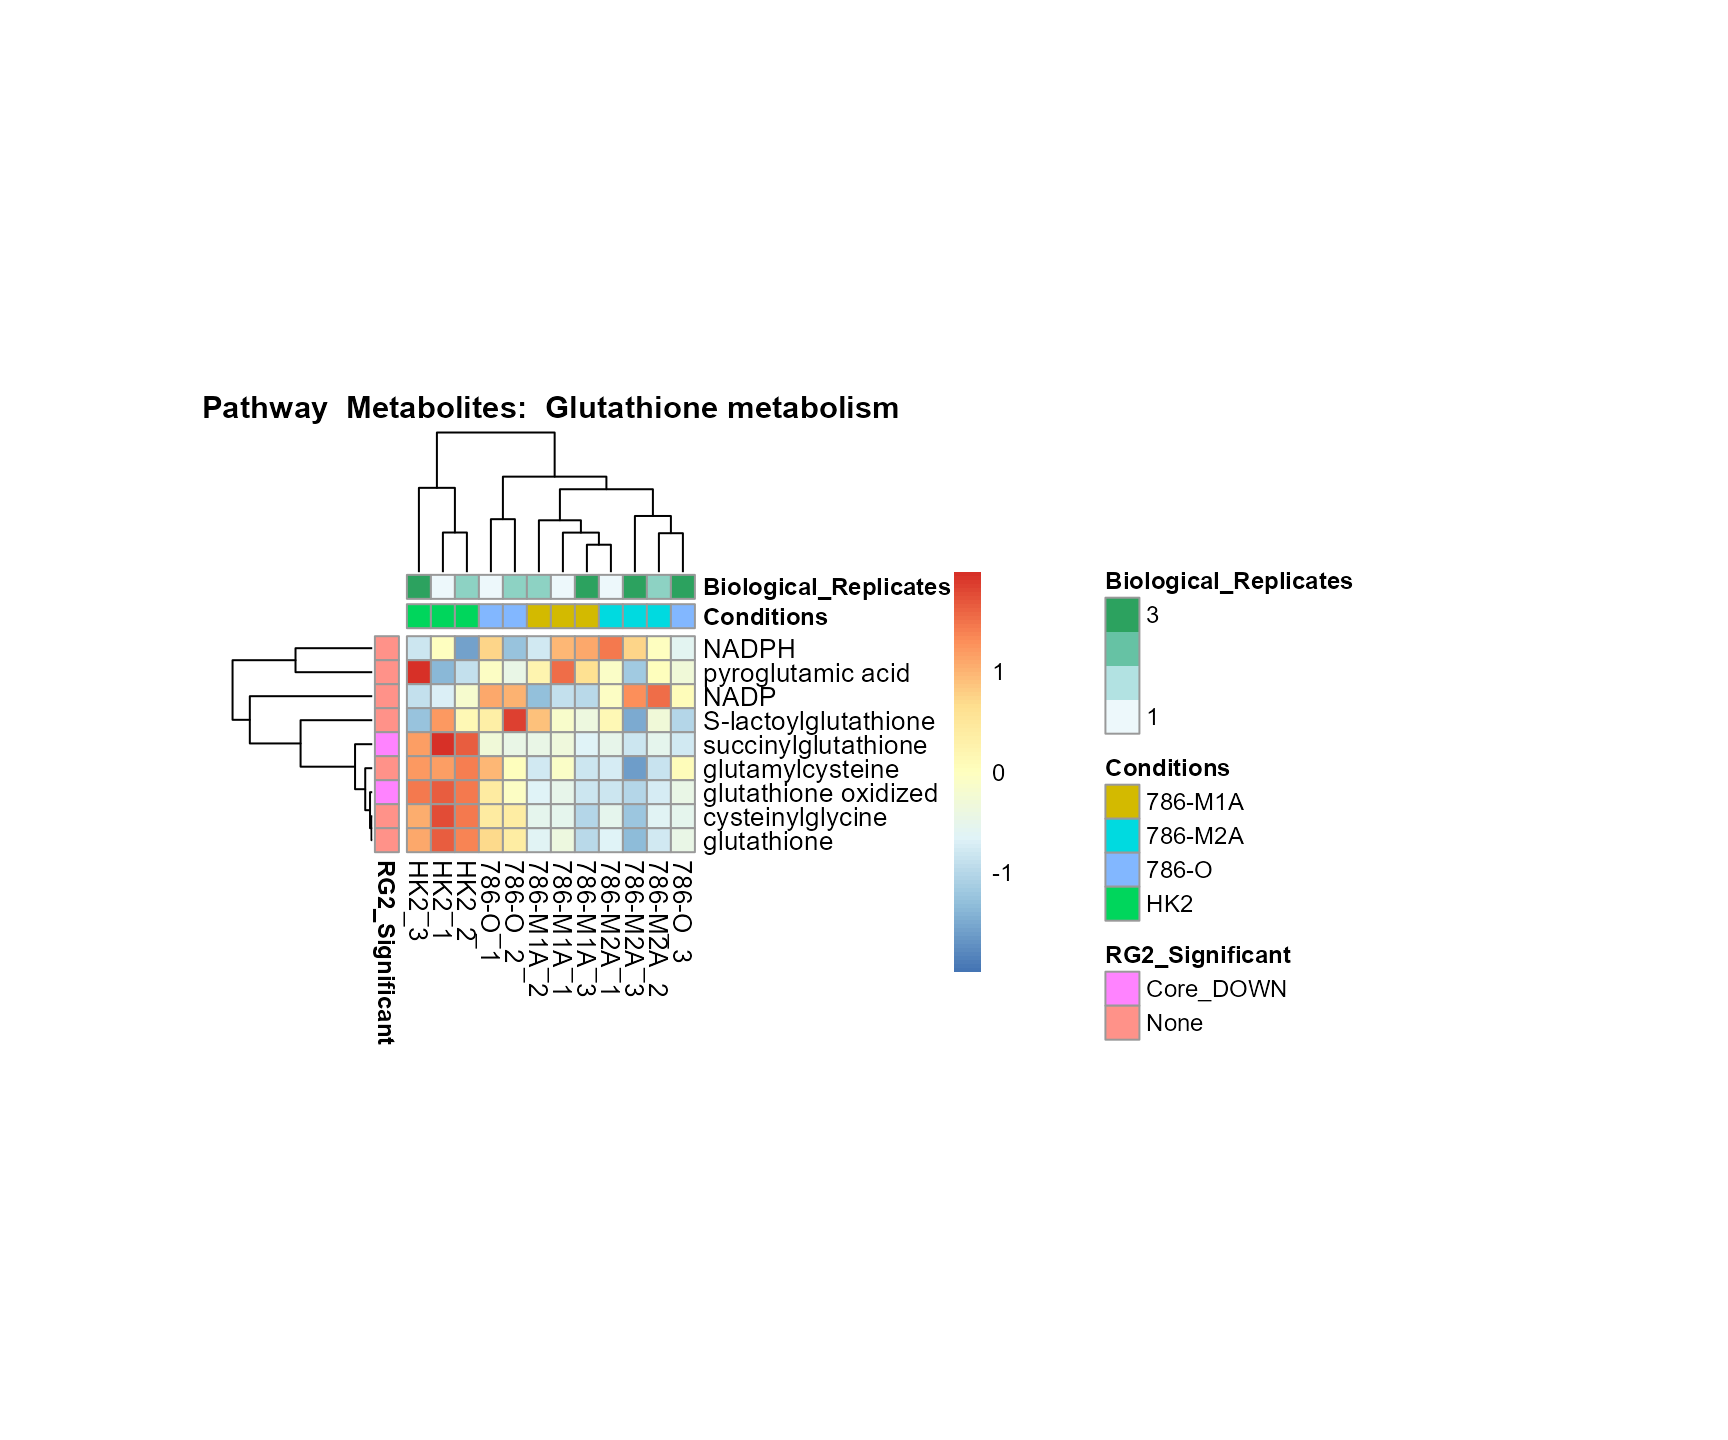 Pathway Metabolites: Glutathione metabolism
Biological_Replicates
Conditions
NADPH
pyroglutamic acid
NADP
S-lactoylglutathione
succinylglutathione
glutamylcysteine
glutathione oxidized
cysteinylglycine
glutathione
RG2_Significant
HK2_3
HK2_1
HK2_2
786-O_1
786-O_2
786-M1A_2
786-M1A_1
786-M1A_3
786-M2A_1
786-M2A_3
786-M2A_2
786-O_3
1
0
-1
Biological_Replicates
3
1
Conditions
786-M1A
786-M2A
786-O
HK2
RG2_Significant
Core_DOWN
None